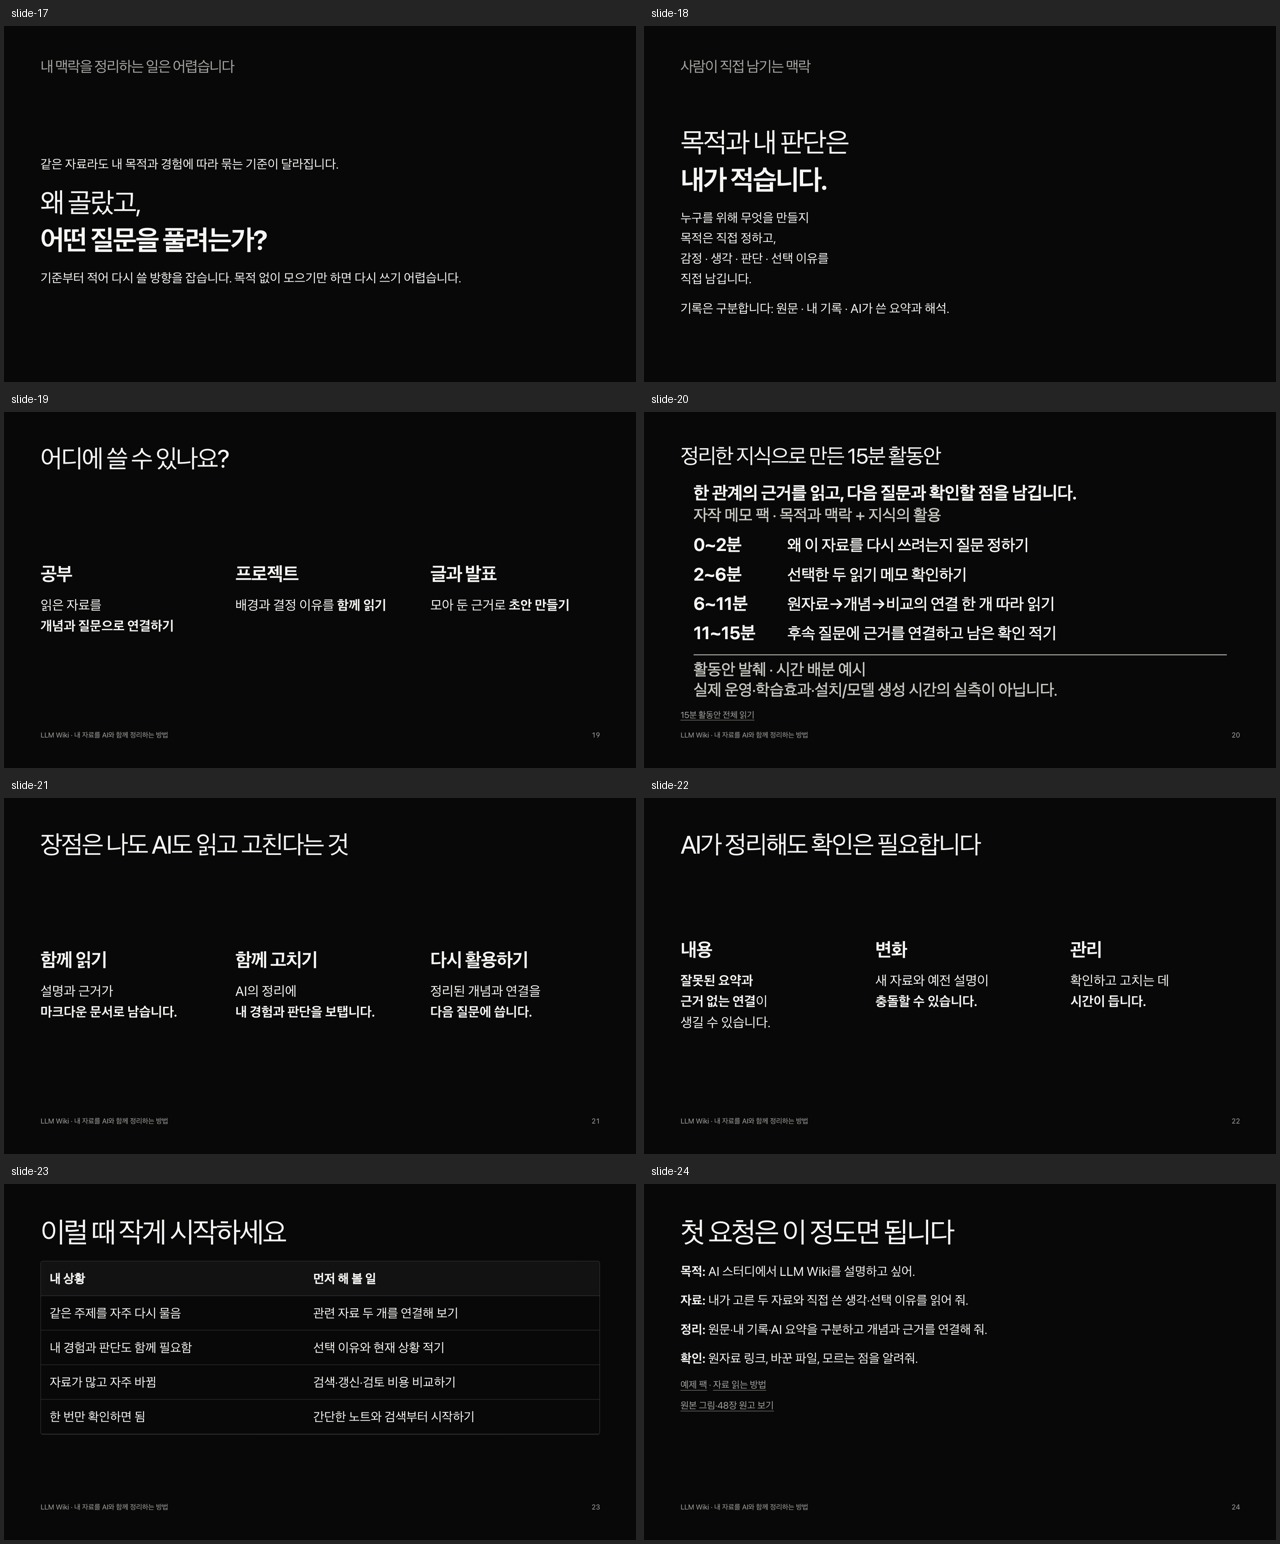 slide-17
내 맥락을 정리하는 일은 어렵습니다
같은 자료라도 내 목적과 경험에 따라 묶는 기준이 달라집니다.
왜 골랐고,
어떤 질문을 풀려는가?
기준부터 적어 다시 쓸 방향을 잡습니다. 목적 없이 모으기만 하면 다시 쓰기 어렵습니다.
slide-18
사람이 직접 남기는 맥락
목적과 내 판단은
내가 적습니다.
누구를 위해 무엇을 만들지
목적은 직접 정하고,
감정 · 생각 · 판단 · 선택 이유를
직접 남깁니다.
기록은 구분합니다: 원문 · 내 기록 · AI가 쓴 요약과 해석.
slide-19
어디에 쓸 수 있나요?
공부
읽은 자료를
개념과 질문으로 연결하기
프로젝트
배경과 결정 이유를 함께 읽기
글과 발표
모아 둔 근거로 초안 만들기
LLM Wiki · 내 자료를 AI와 함께 정리하는 방법
19
slide-20
정리한 지식으로 만든 15분 활동안
한 관계의 근거를 읽고, 다음 질문과 확인할 점을 남깁니다.
자작 메모 팩 · 목적과 맥락 + 지식의 활용
0~2분 왜 이 자료를 다시 쓰려는지 질문 정하기
2~6분 선택한 두 읽기 메모 확인하기
6~11분 원자료→개념→비교의 연결 한 개 따라 읽기
11~15분 후속 질문에 근거를 연결하고 남은 확인 적기
활동안 발췌 · 시간 배분 예시
실제 운영·학습효과·설치/모델 생성 시간의 실측이 아닙니다.
15분 활동안 전체 읽기
LLM Wiki · 내 자료를 AI와 함께 정리하는 방법
20
slide-21
장점은 나도 AI도 읽고 고친다는 것
함께 읽기
설명과 근거가
마크다운 문서로 남습니다.
함께 고치기
AI의 정리에
내 경험과 판단을 보탭니다.
다시 활용하기
정리된 개념과 연결을
다음 질문에 씁니다.
LLM Wiki · 내 자료를 AI와 함께 정리하는 방법
21
slide-22
AI가 정리해도 확인은 필요합니다
내용
잘못된 요약과
근거 없는 연결이
생길 수 있습니다.
변화
새 자료와 예전 설명이
충돌할 수 있습니다.
관리
확인하고 고치는 데
시간이 듭니다.
LLM Wiki · 내 자료를 AI와 함께 정리하는 방법
22
slide-23
이럴 때 작게 시작하세요
내 상황 먼저 해 볼 일
같은 주제를 자주 다시 물음 관련 자료 두 개를 연결해 보기
내 경험과 판단도 함께 필요함 선택 이유와 현재 상황 적기
자료가 많고 자주 바뀜 검색·갱신·검토 비용 비교하기
한 번만 확인하면 됨 간단한 노트와 검색부터 시작하기
LLM Wiki · 내 자료를 AI와 함께 정리하는 방법
23
slide-24
첫 요청은 이 정도면 됩니다
목적: AI 스터디에서 LLM Wiki를 설명하고 싶어.
자료: 내가 고른 두 자료와 직접 쓴 생각·선택 이유를 읽어 줘.
정리: 원문·내 기록·AI 요약을 구분하고 개념과 근거를 연결해 줘.
확인: 원자료 링크, 바꾼 파일, 모르는 점을 알려줘.
예제 팩 · 자료 읽는 방법
원본 그림·48장 원고 보기
LLM Wiki · 내 자료를 AI와 함께 정리하는 방법
24